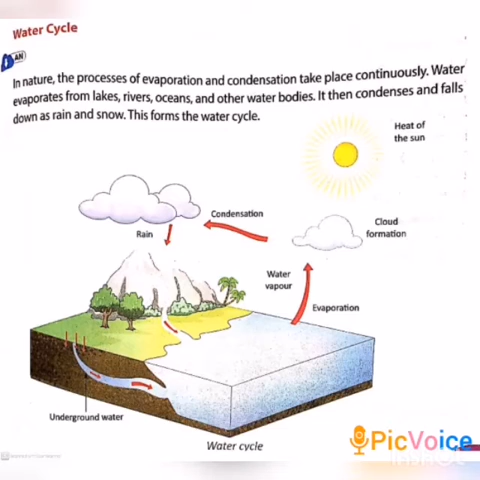 Water Cycle
AN
In nature, the processes of evaporation and condensation take place continuously. Water
evaporates from lakes, rivers, oceans, and other water bodies. It then condenses and falls
down as rain and snow. This forms the water cycle.
Heat of
the sun
Condensation
Cloud
formation
Rain
Water
vapour
Evaporation
Underground water
Water cycle
PicVoice